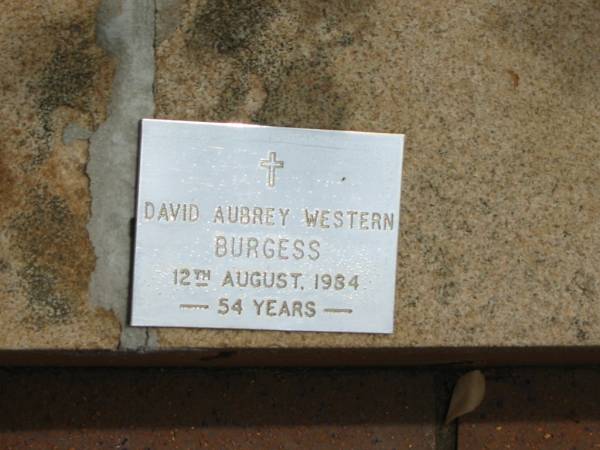 DAVID AUBREY WESTERN
BURGESS
12TH AUGUST, 1984
— 54 YEARS —